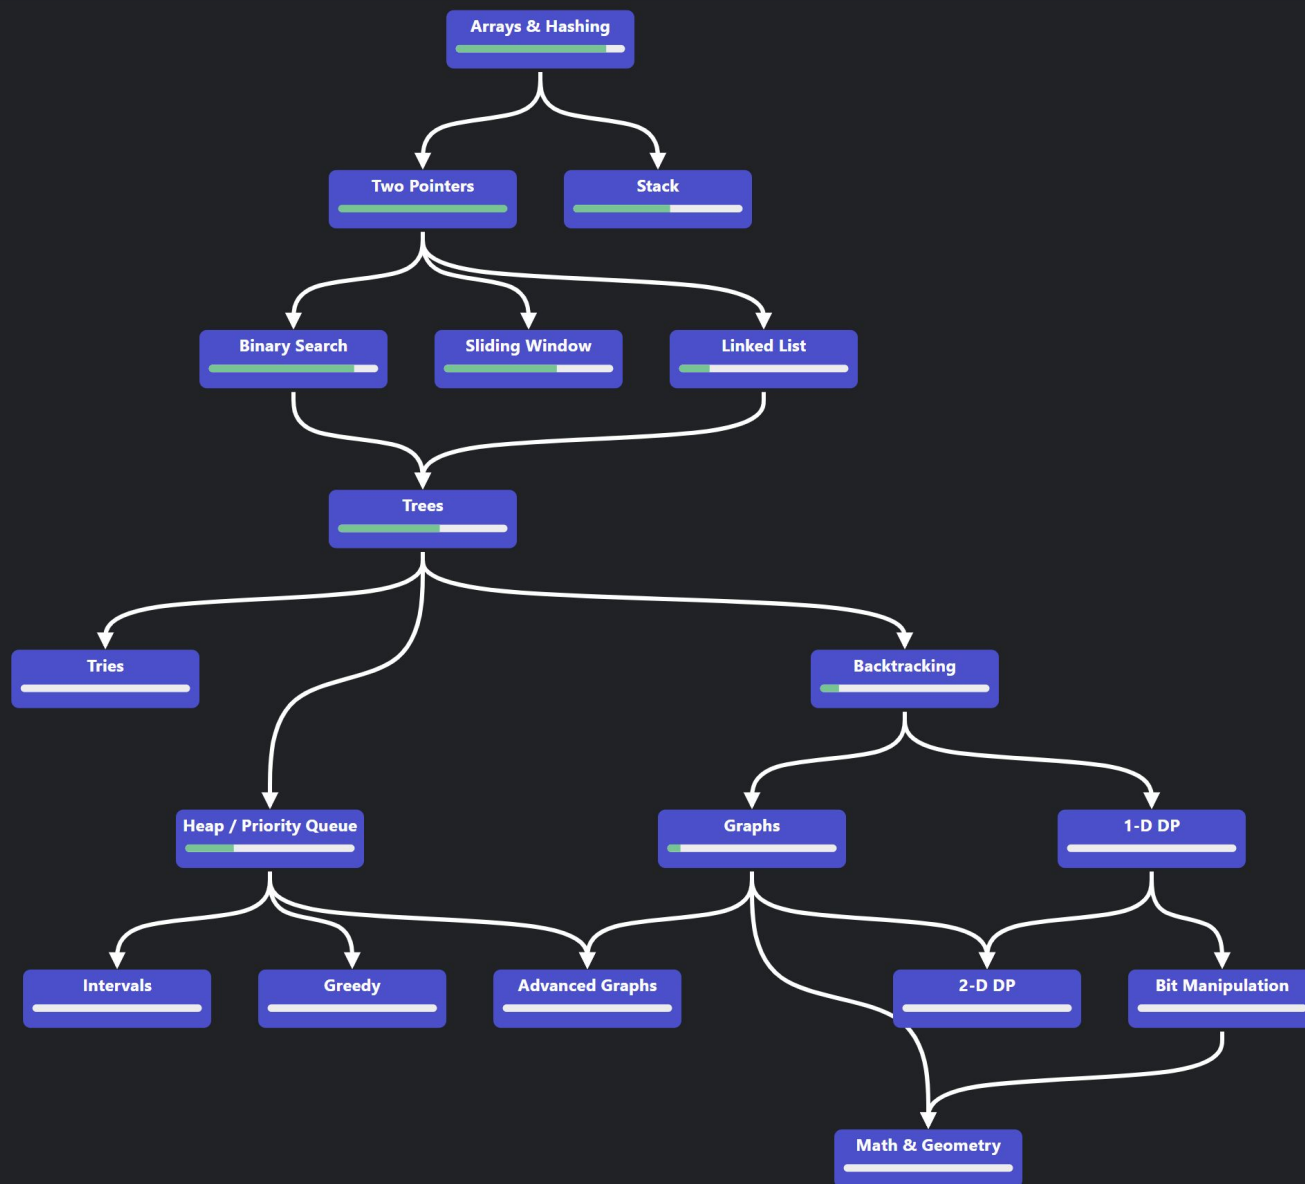 Arrays & Hashing
Two Pointers
Stack
Binary Search
Sliding Window
Linked List
Trees
Tries
Backtracking
Heap / Priority Queue
Graphs
1-D DP
Intervals
Greedy
Advanced Graphs
2-D DP
Bit Manipulation
Math & Geometry